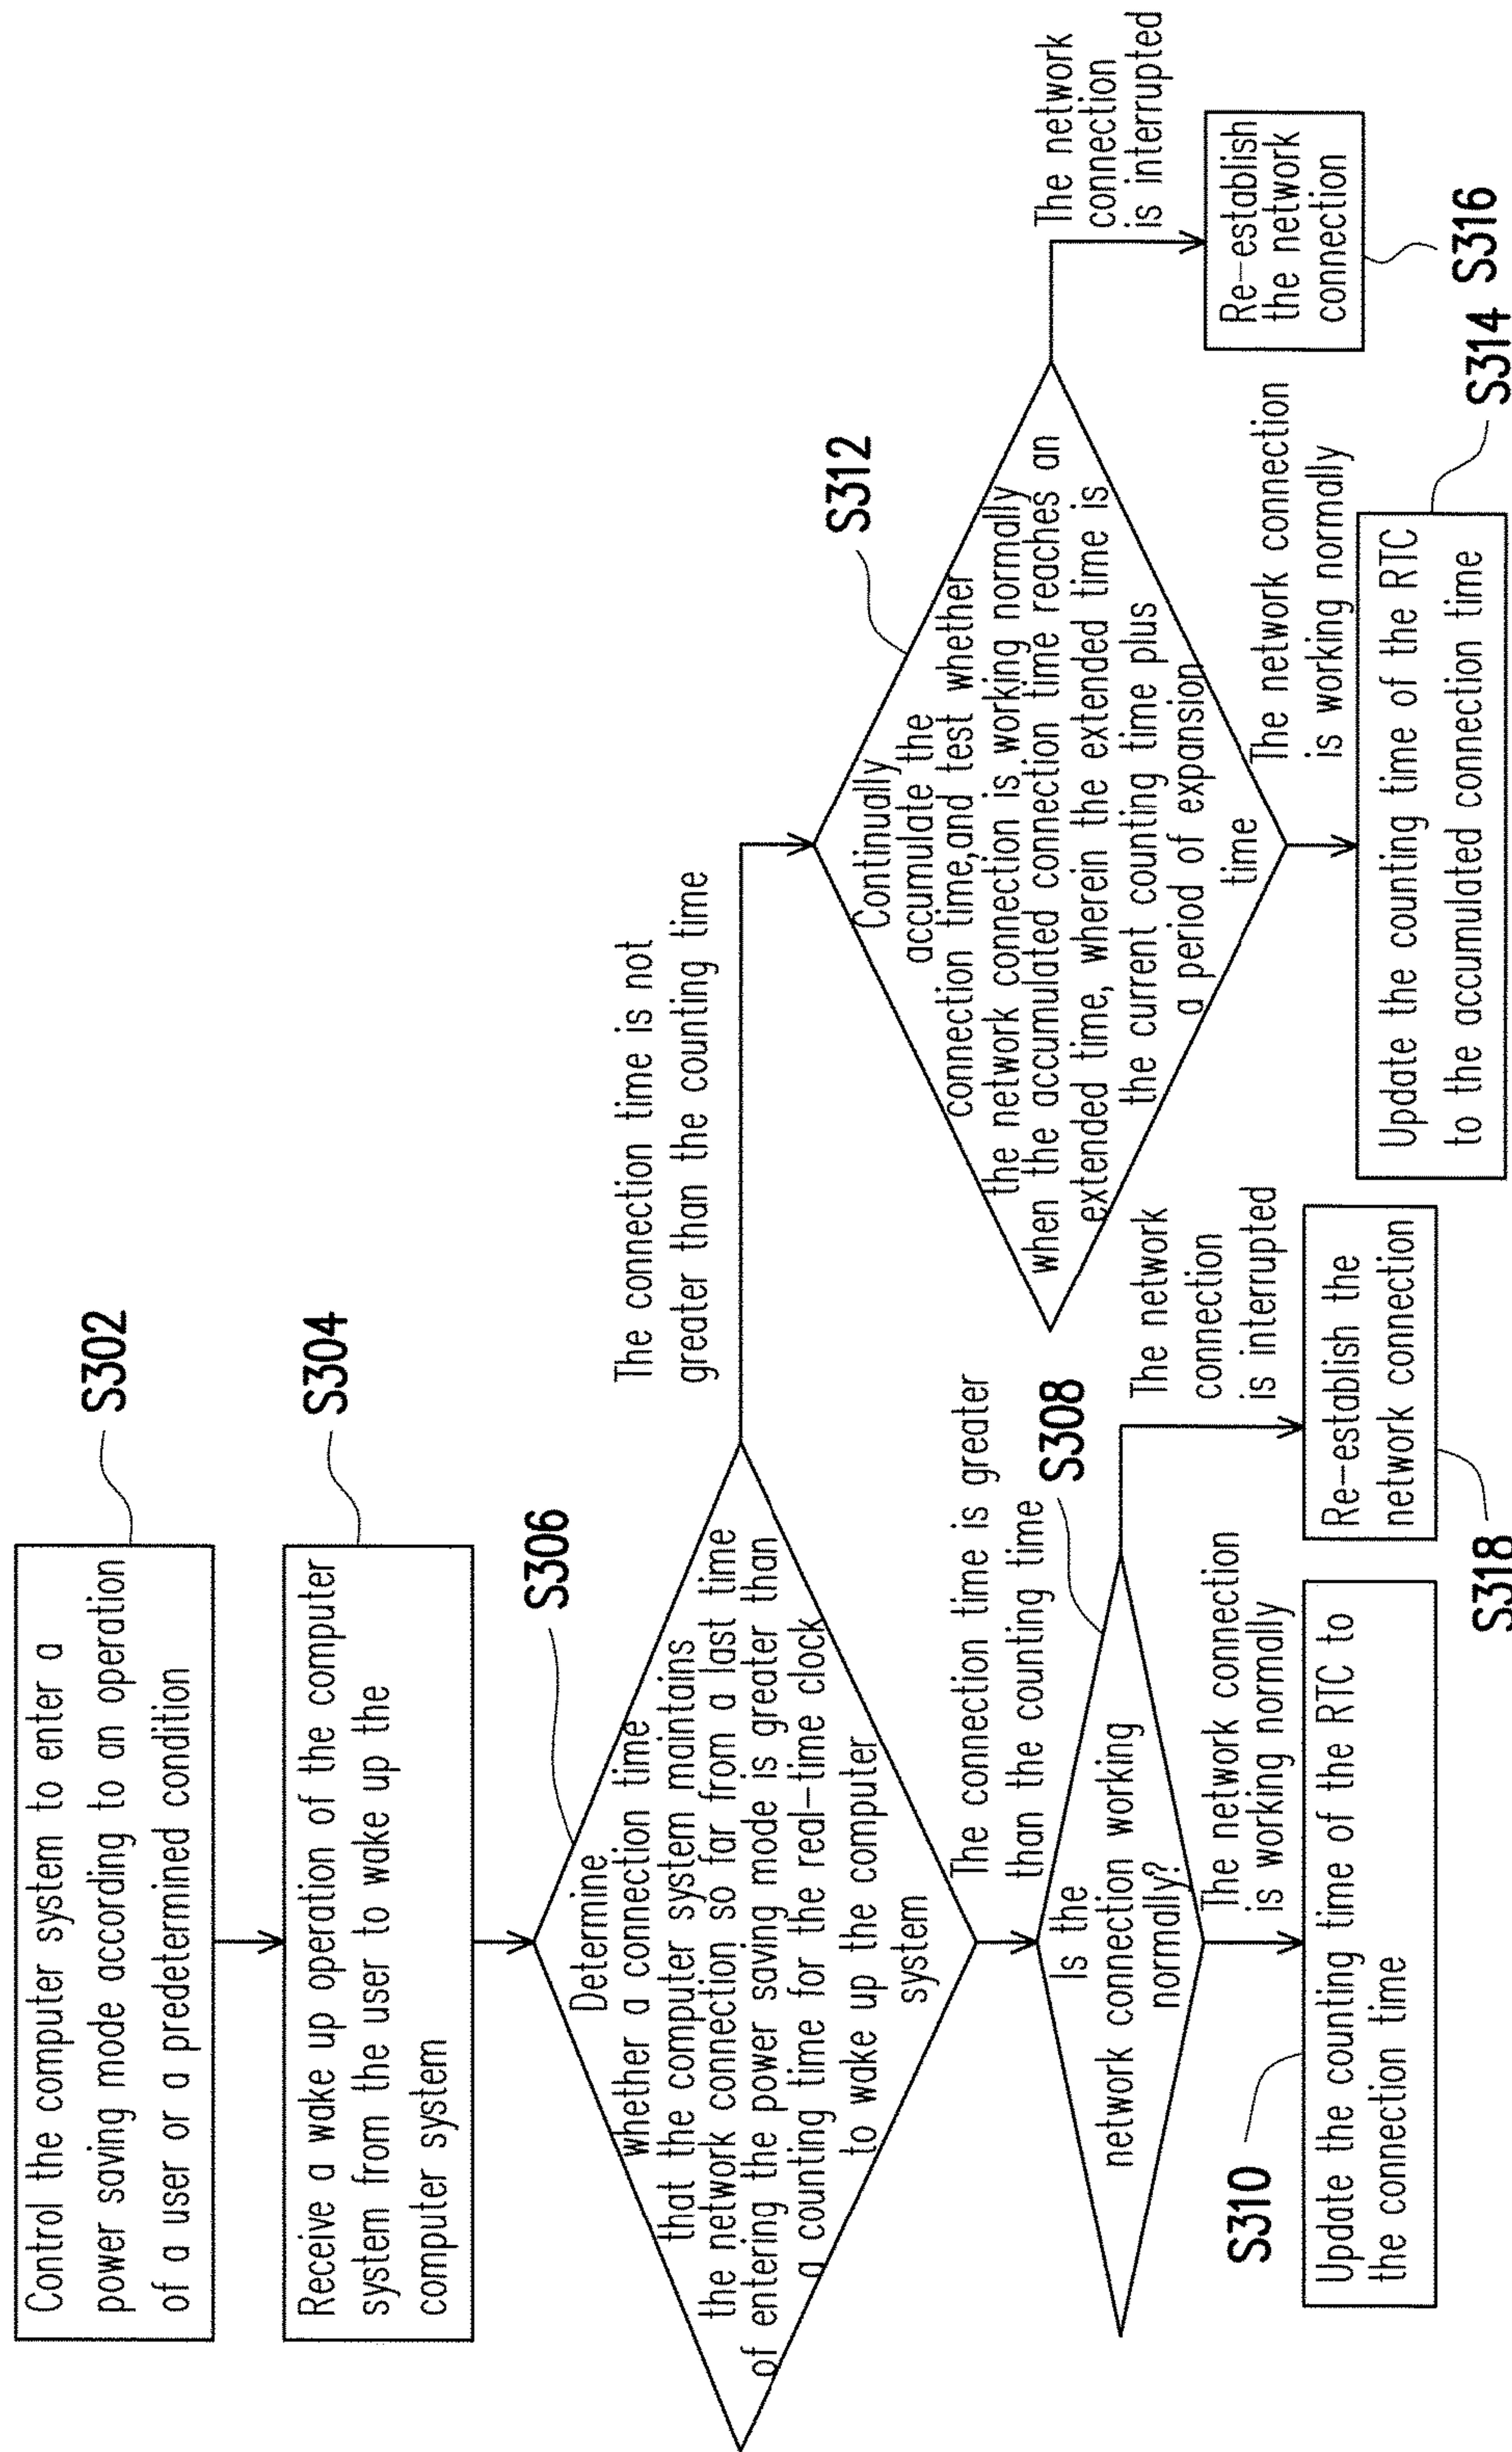 Control the computer system to enter a
power saving mode according to an operation
of a user or a predetermined condition
S302
Receive a wake up operation of the computer
system from the user to wake up the
computer system
S304
Determine
whether a connection time
that the computer system maintains
the network connection so far from a last time
of entering the power saving mode is greater than
a counting time for the real-time clock
to wake up the computer
system
S306
The connection time is not
greater than the counting time
The connection time is greater
than the counting time
Is the
network connection working
normally?
S308
The network
connection
is interrupted
The network connection
is working normally
Update the counting time of the RTC to
the connection time
S310
Re-establish the
network connection
S318
Continually
accumulate the
connection time,and test whether
the network connection is working normally
when the accumulated connection time reaches an
extended time, wherein the extended time is
the current counting time plus
a period of expansion
time
S312
The network
connection
is interrupted
The network connection
is working normally
Update the counting time of the RTC
to the accumulated connection time
S314
Re-establish
the network
connection
S316